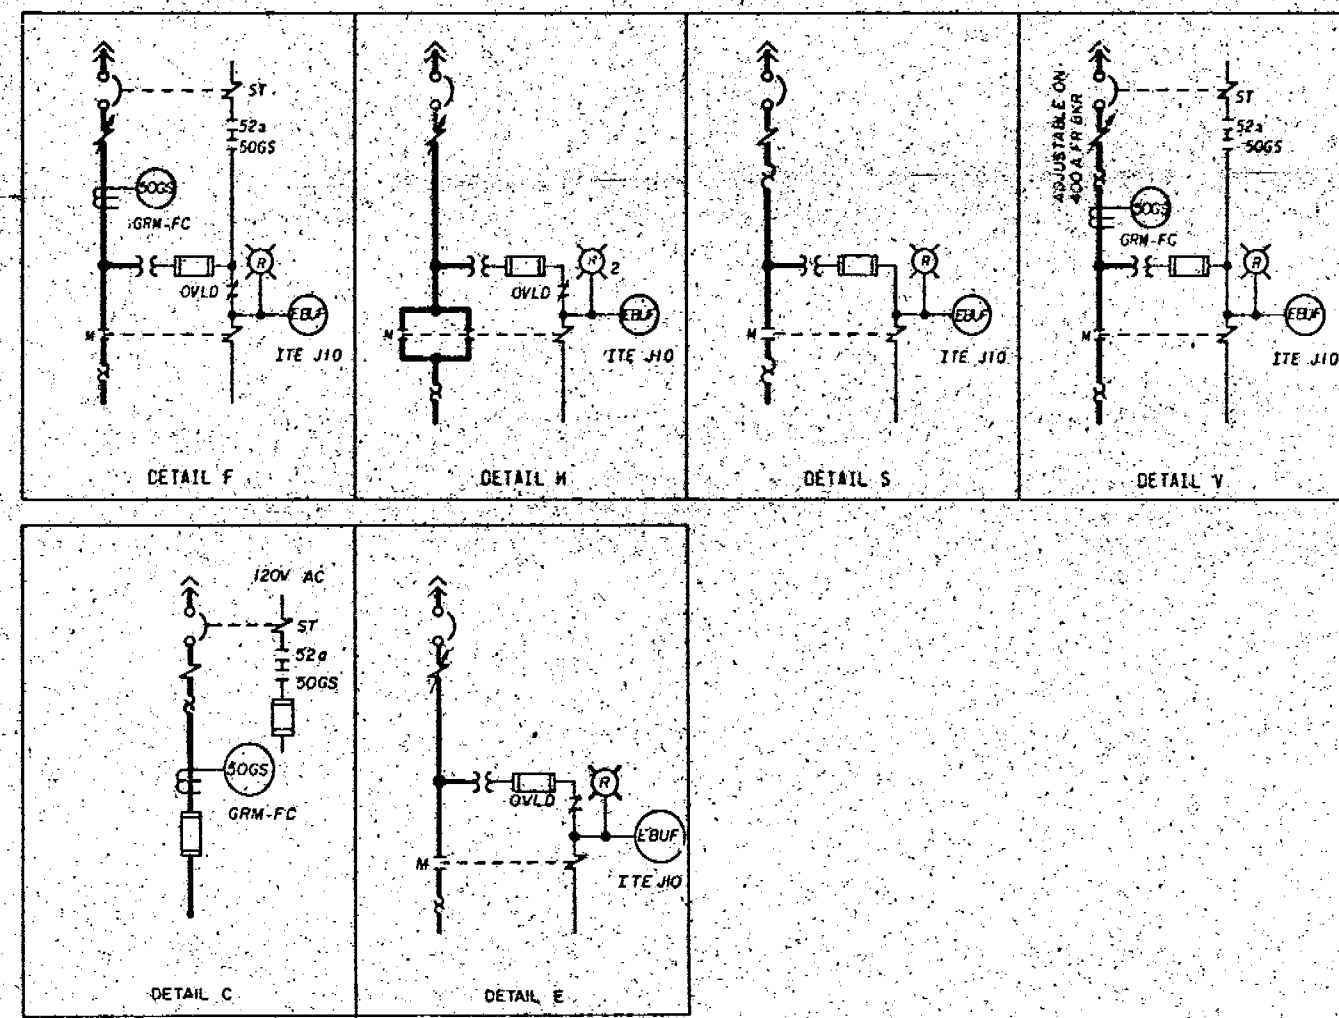 ST
52a
50GS
50GS
GRM-FC
R
OVLD
EBUF
M
ITE J10
DETAIL F
R 2
OVLD
EBUF
M
ITE J10
DETAIL M
R
EBUF
M
ITE J10
DETAIL S
ADJUSTABLE ON
400 A FR BKR
ST
52a
50GS
50GS
GRM-FC
R
EBUF
M
ITE J10
DETAIL V
120V AC
ST
52a
50GS
50GS
GRM-FC
DETAIL C
R
OVLD
EBUF
M
ITE J10
DETAIL E